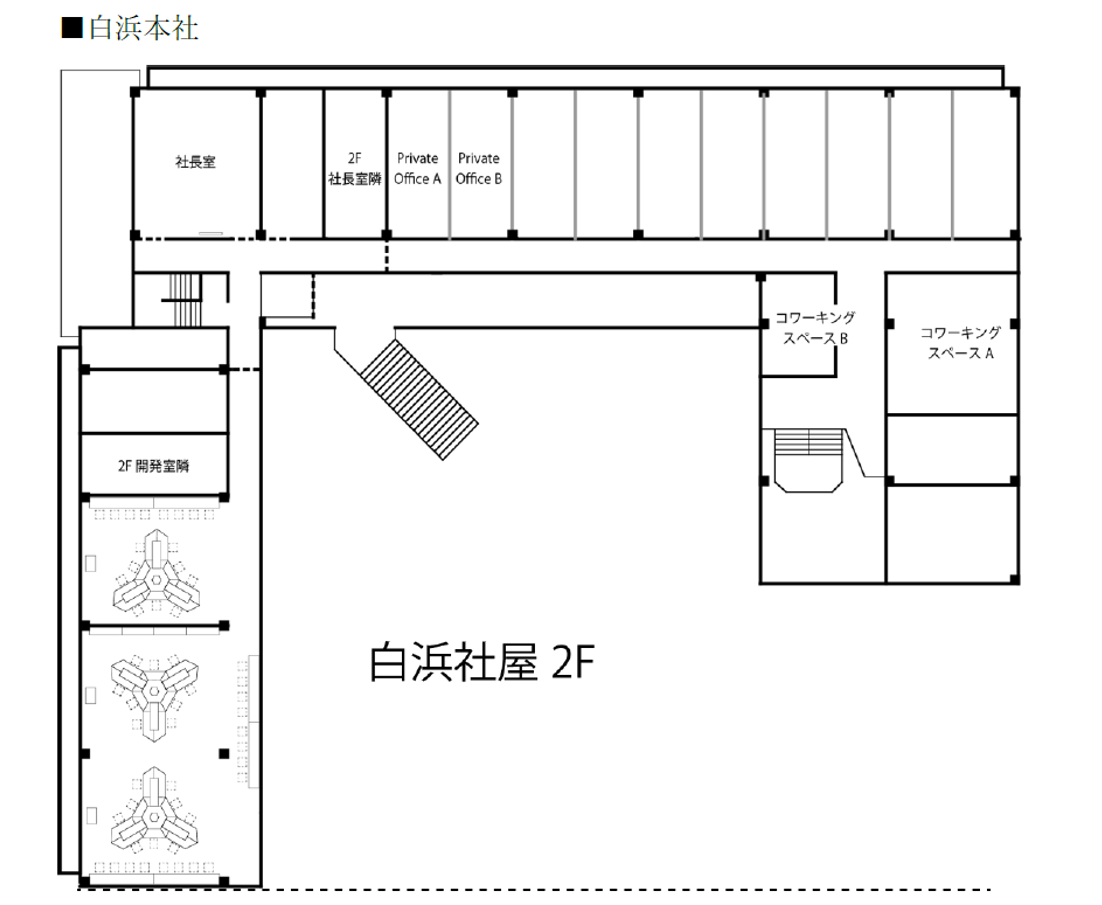 ■白浜本社
社長室
2F
社長室隣
Private
Office A
Private
Office B
コワーキング
スペース B
コワーキング
スペース A
2F 開発室隣
白浜社屋 2F